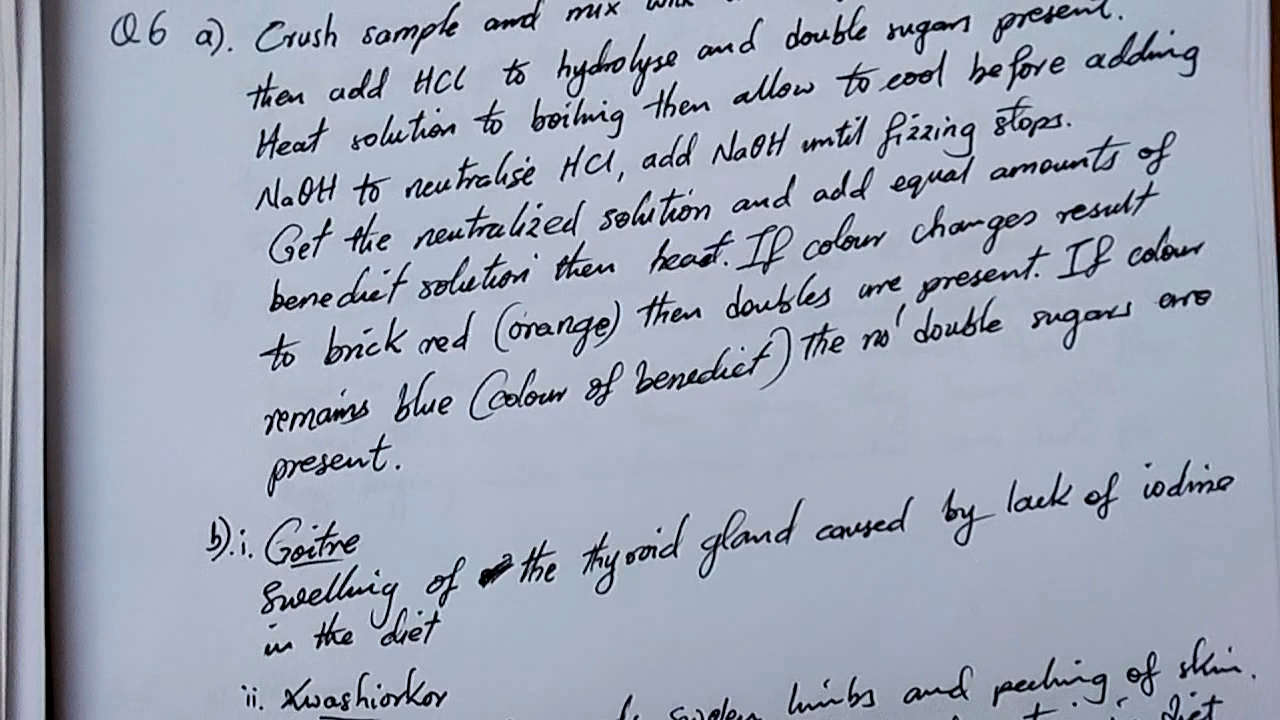 Q6 a). Crush sample and mix with
then add HCl to hydrolyse and double sugars present.
Heat solution to boiling then allow to cool before adding
NaOH to neutralise HCl, add NaOH until fizzing stops.
Get the neutralized solution and add equal amounts of
benedict solution then heat. If colour changes result
to brick red (orange) then doubles are present. If colour
remains blue (colour of benedict) the no double sugars are
present.
b).i. Goitre
Swelling of the thyroid gland caused by lack of iodine
in the diet
ii. Kwashiorkor
limbs and peeling of skin.
diet